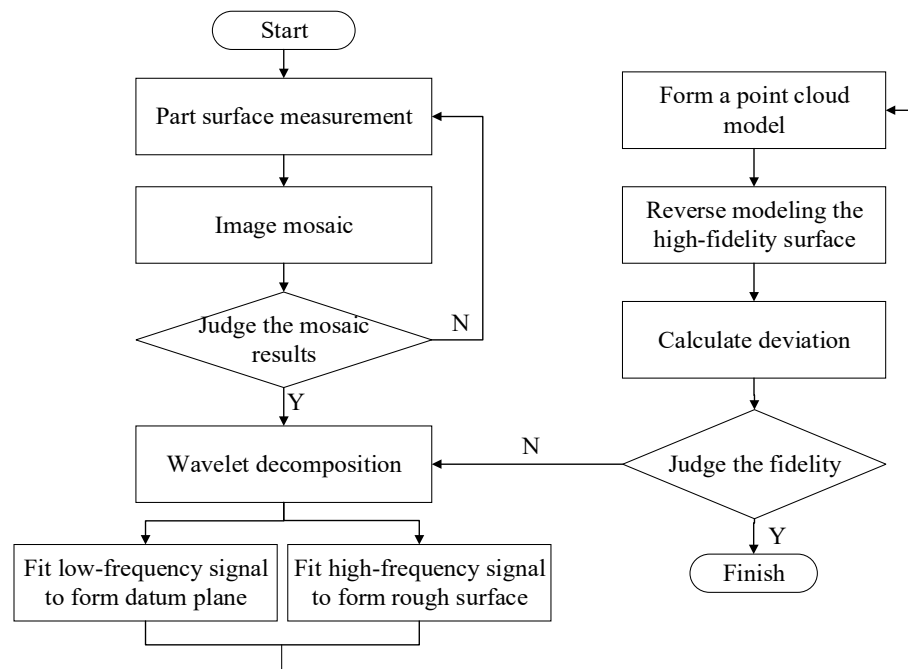 Start
Part surface measurement
Image mosaic
Judge the mosaic
results
N
Y
Wavelet decomposition
Fit low-frequency signal
to form datum plane
Fit high-frequency signal
to form rough surface
Form a point cloud
model
Reverse modeling the
high-fidelity surface
Calculate deviation
Judge the fidelity
N
Y
Finish